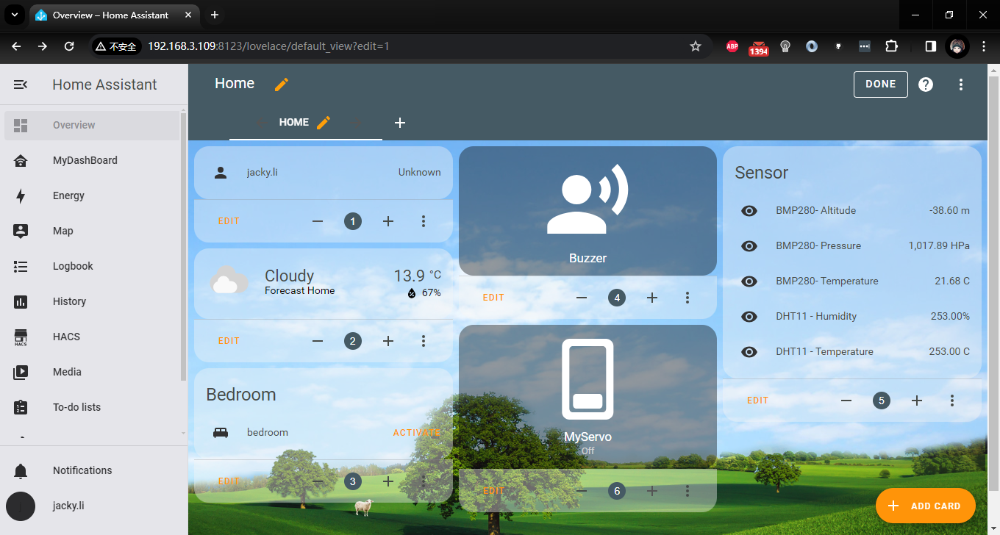 Overview – Home Assistant
不安全
192.168.3.109:8123/lovelace/default_view?edit=1
ABP
1394
Home Assistant
Overview
MyDashBoard
Energy
Map
Logbook
History
HACS
HACS
Media
To-do lists
Notifications
jacky.li
Home
DONE
HOME
jacky.li Unknown
EDIT 1
Cloudy 13.9 °C
Forecast Home 67%
EDIT 2
Bedroom
bedroom ACTIVATE
EDIT 3
Buzzer
EDIT 4
MyServo
Off
EDIT 6
Sensor
BMP280- Altitude -38.60 m
BMP280- Pressure 1,017.89 HPa
BMP280- Temperature 21.68 C
DHT11 - Humidity 253.00%
DHT11 - Temperature 253.00 C
EDIT 5
ADD CARD